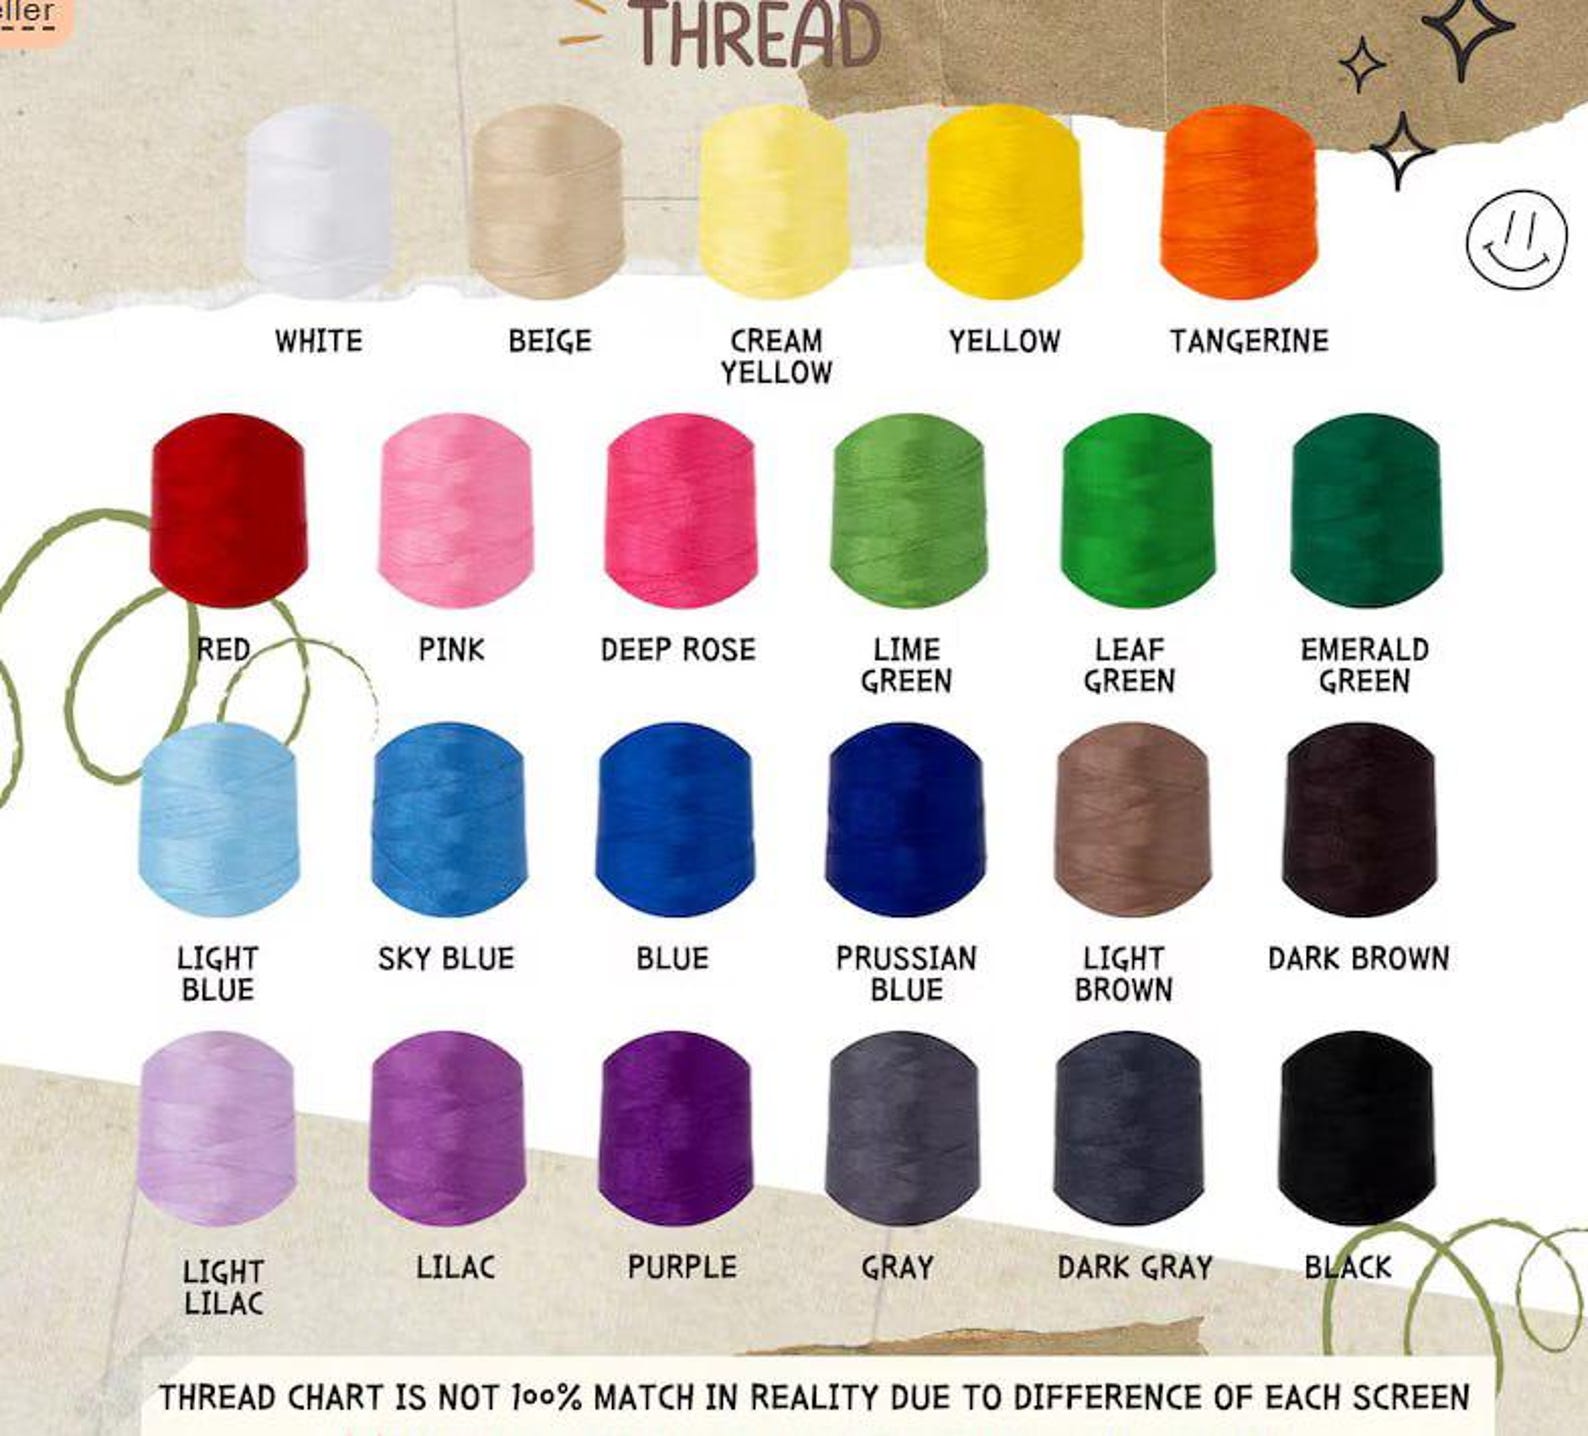 THREAD
WHITE
BEIGE
CREAM
YELLOW
YELLOW
TANGERINE
RED
PINK
DEEP ROSE
LIME
GREEN
LEAF
GREEN
EMERALD
GREEN
LIGHT
BLUE
SKY BLUE
BLUE
PRUSSIAN
BLUE
LIGHT
BROWN
DARK BROWN
LIGHT
LILAC
LILAC
PURPLE
GRAY
DARK GRAY
BLACK
THREAD CHART IS NOT 100% MATCH IN REALITY DUE TO DIFFERENCE OF EACH SCREEN